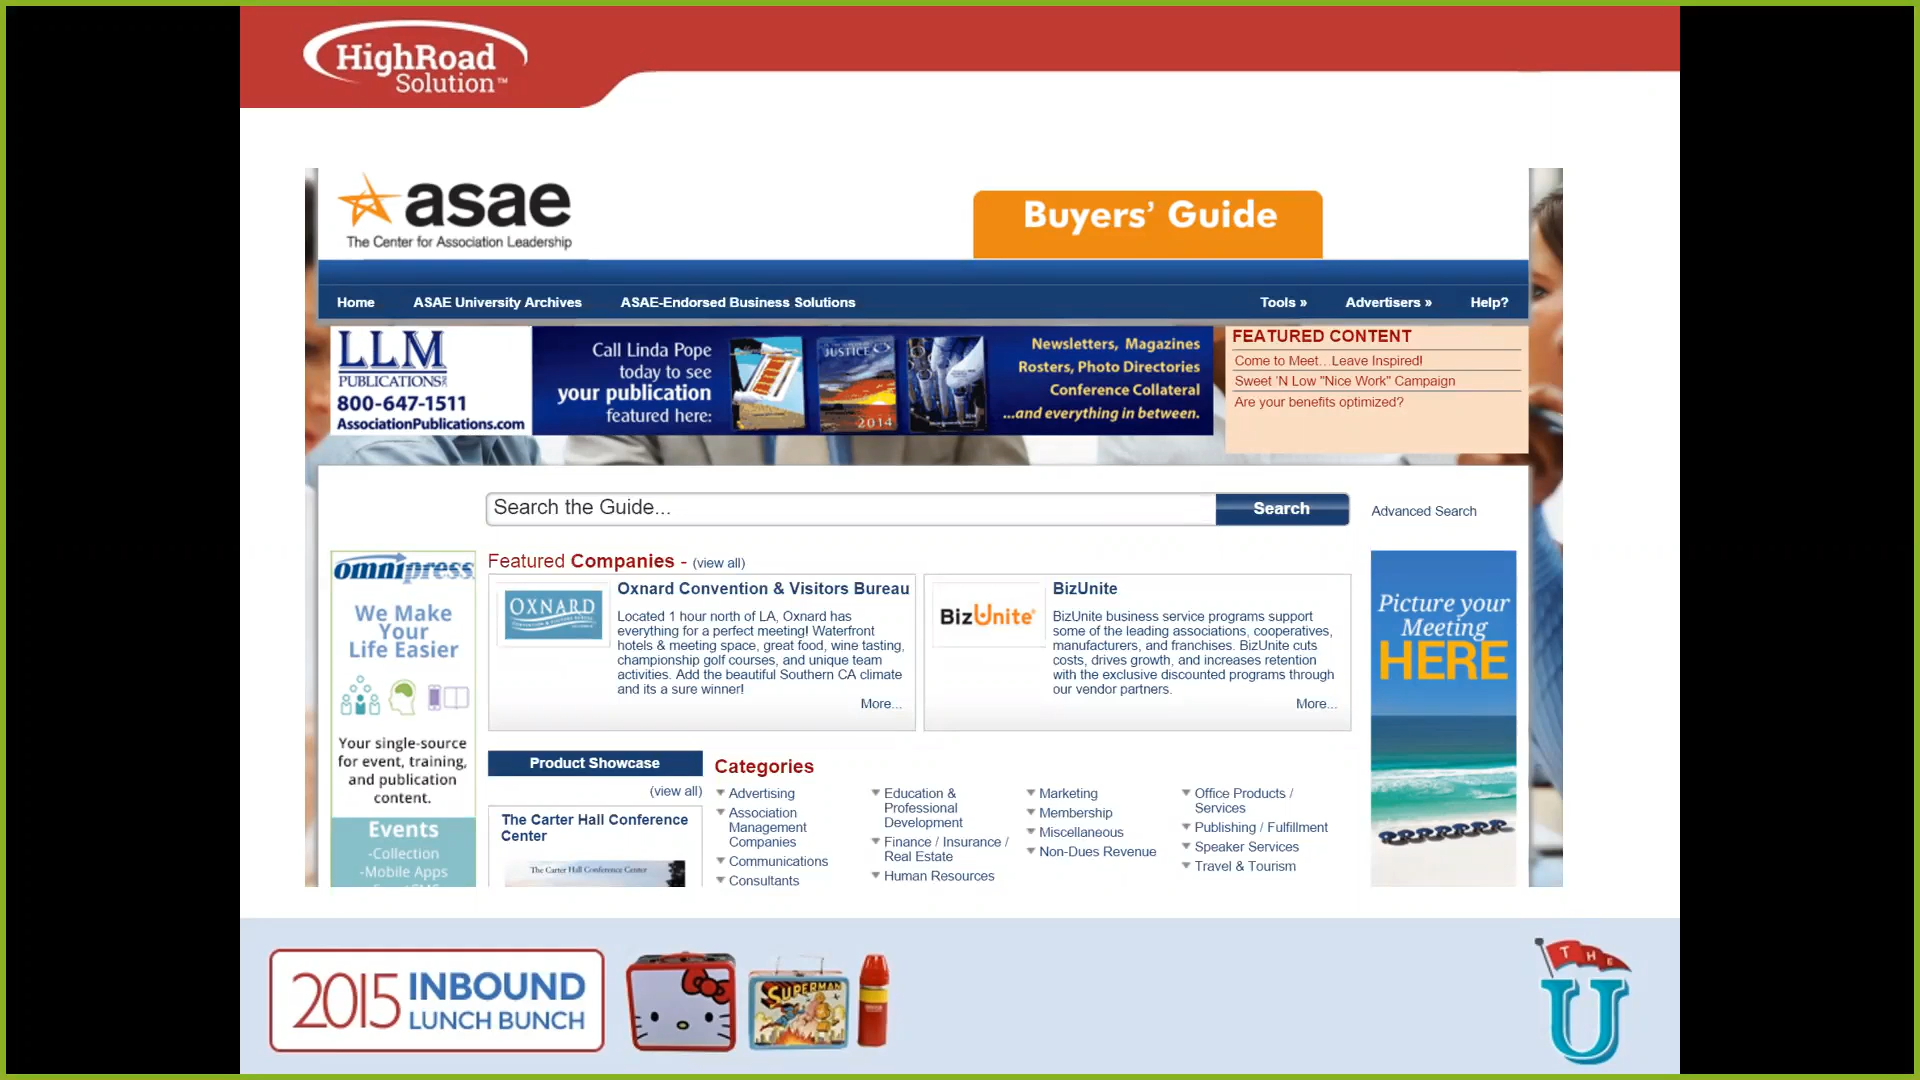 HighRoad
Solution™
asae
The Center for Association Leadership
Buyers' Guide
Home
ASAE University Archives
ASAE-Endorsed Business Solutions
Tools »
Advertisers »
Help?
LLM
PUBLICATIONS
800-647-1511
AssociationPublications.com
Call Linda Pope
today to see
your publication
featured here:
JUSTICE
2014
Newsletters, Magazines
Rosters, Photo Directories
Conference Collateral
...and everything in between.
FEATURED CONTENT
Come to Meet...Leave Inspired!
Sweet 'N Low "Nice Work" Campaign
Are your benefits optimized?
Search the Guide...
Search
Advanced Search
omnipress
We Make
Your
Life Easier
Your single-source
for event, training,
and publication
content.
Events
-Collection
-Mobile Apps
Featured Companies - (view all)
OXNARD
Oxnard Convention & Visitors Bureau
Located 1 hour north of LA, Oxnard has
everything for a perfect meeting! Waterfront
hotels & meeting space, great food, wine tasting,
championship golf courses, and unique team
activities. Add the beautiful Southern CA climate
and its a sure winner!
More...
BizUnite
BizUnite
BizUnite business service programs support
some of the leading associations, cooperatives,
manufacturers, and franchises. BizUnite cuts
costs, drives growth, and increases retention
with the exclusive discounted programs through
our vendor partners.
More...
Picture your
Meeting
HERE
Product Showcase
(view all)
The Carter Hall Conference
Center
The Carter Hall Conference Center
Categories
Advertising
Association
Management
Companies
Communications
Consultants
Education &
Professional
Development
Finance / Insurance /
Real Estate
Human Resources
Marketing
Membership
Miscellaneous
Non-Dues Revenue
Office Products /
Services
Publishing / Fulfillment
Speaker Services
Travel & Tourism
2015 INBOUND
LUNCH BUNCH
SUPERMAN
THE
U